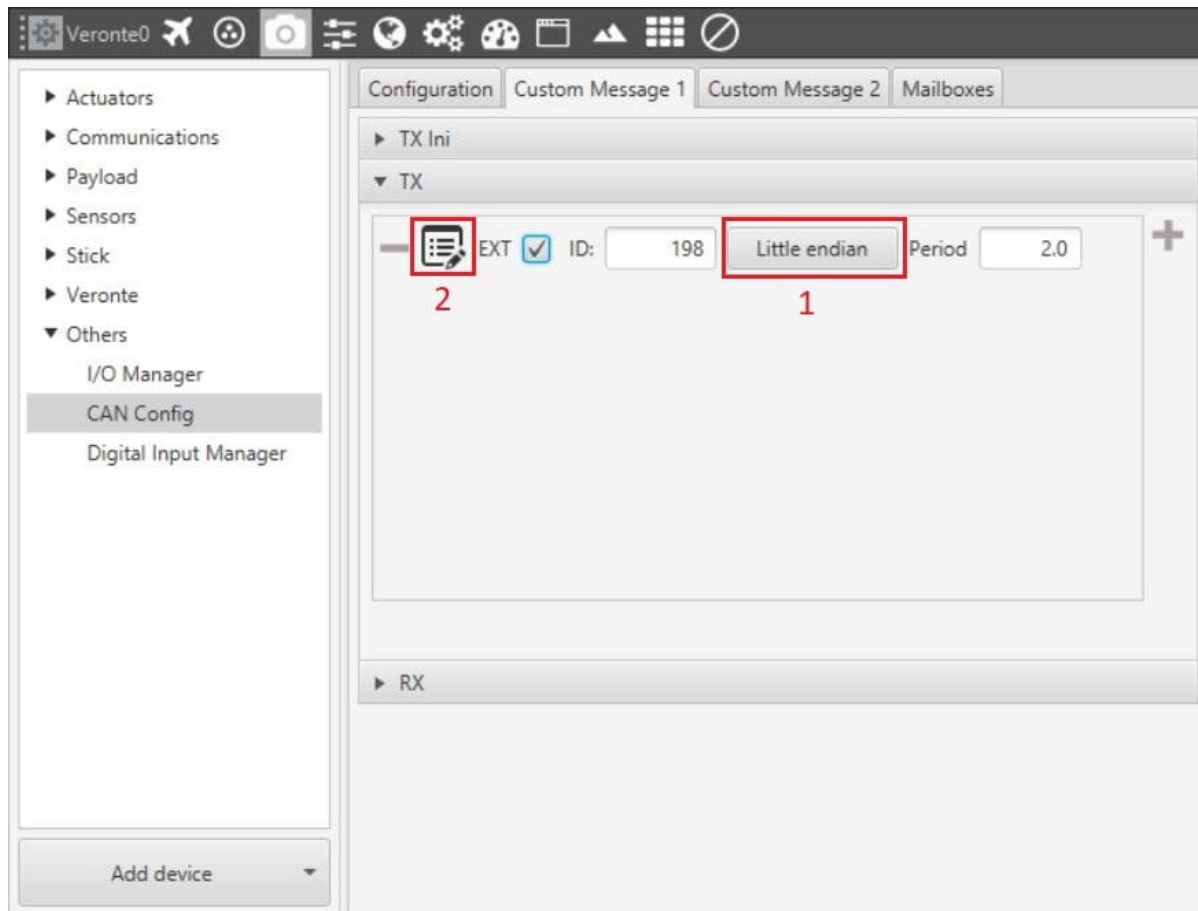 Veronte0
Actuators
Communications
Payload
Sensors
Stick
Veronte
Others
I/O Manager
CAN Config
Digital Input Manager
Add device
Configuration Custom Message 1 Custom Message 2 Mailboxes
TX Ini
TX
EXT ID: 198 Little endian Period 2.0
2 1
RX